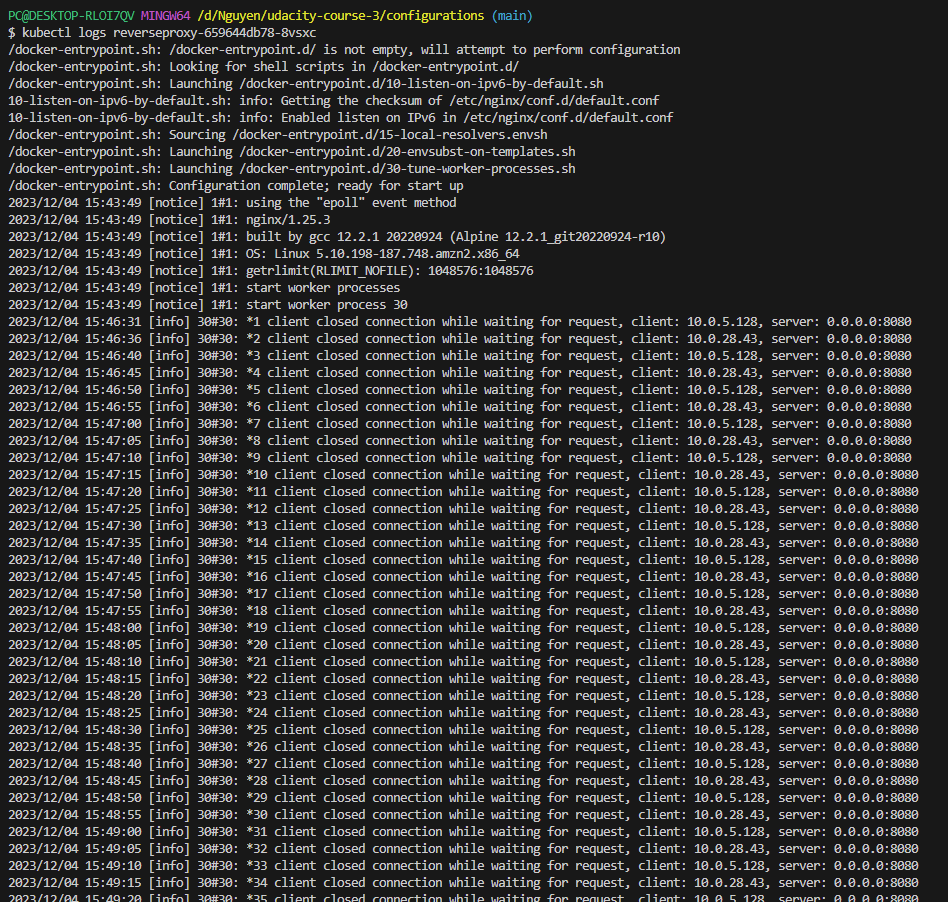 PC@DESKTOP-RLOI7QV MINGW64 /d/Nguyen/udacity-course-3/configurations (main)
$ kubectl logs reverseproxy-659644db78-8vsxc
/docker-entrypoint.sh: /docker-entrypoint.d/ is not empty, will attempt to perform configuration
/docker-entrypoint.sh: Looking for shell scripts in /docker-entrypoint.d/
/docker-entrypoint.sh: Launching /docker-entrypoint.d/10-listen-on-ipv6-by-default.sh
10-listen-on-ipv6-by-default.sh: info: Getting the checksum of /etc/nginx/conf.d/default.conf
10-listen-on-ipv6-by-default.sh: info: Enabled listen on IPv6 in /etc/nginx/conf.d/default.conf
/docker-entrypoint.sh: Sourcing /docker-entrypoint.d/15-local-resolvers.envsh
/docker-entrypoint.sh: Launching /docker-entrypoint.d/20-envsubst-on-templates.sh
/docker-entrypoint.sh: Launching /docker-entrypoint.d/30-tune-worker-processes.sh
/docker-entrypoint.sh: Configuration complete; ready for start up
2023/12/04 15:43:49 [notice] 1#1: using the "epoll" event method
2023/12/04 15:43:49 [notice] 1#1: nginx/1.25.3
2023/12/04 15:43:49 [notice] 1#1: built by gcc 12.2.1 20220924 (Alpine 12.2.1_git20220924-r10)
2023/12/04 15:43:49 [notice] 1#1: OS: Linux 5.10.198-187.748.amzn2.x86_64
2023/12/04 15:43:49 [notice] 1#1: getrlimit(RLIMIT_NOFILE): 1048576:1048576
2023/12/04 15:43:49 [notice] 1#1: start worker processes
2023/12/04 15:43:49 [notice] 1#1: start worker process 30
2023/12/04 15:46:31 [info] 30#30: *1 client closed connection while waiting for request, client: 10.0.5.128, server: 0.0.0.0:8080
2023/12/04 15:46:36 [info] 30#30: *2 client closed connection while waiting for request, client: 10.0.28.43, server: 0.0.0.0:8080
2023/12/04 15:46:40 [info] 30#30: *3 client closed connection while waiting for request, client: 10.0.5.128, server: 0.0.0.0:8080
2023/12/04 15:46:45 [info] 30#30: *4 client closed connection while waiting for request, client: 10.0.28.43, server: 0.0.0.0:8080
2023/12/04 15:46:50 [info] 30#30: *5 client closed connection while waiting for request, client: 10.0.5.128, server: 0.0.0.0:8080
2023/12/04 15:46:55 [info] 30#30: *6 client closed connection while waiting for request, client: 10.0.28.43, server: 0.0.0.0:8080
2023/12/04 15:47:00 [info] 30#30: *7 client closed connection while waiting for request, client: 10.0.5.128, server: 0.0.0.0:8080
2023/12/04 15:47:05 [info] 30#30: *8 client closed connection while waiting for request, client: 10.0.28.43, server: 0.0.0.0:8080
2023/12/04 15:47:10 [info] 30#30: *9 client closed connection while waiting for request, client: 10.0.5.128, server: 0.0.0.0:8080
2023/12/04 15:47:15 [info] 30#30: *10 client closed connection while waiting for request, client: 10.0.28.43, server: 0.0.0.0:8080
2023/12/04 15:47:20 [info] 30#30: *11 client closed connection while waiting for request, client: 10.0.5.128, server: 0.0.0.0:8080
2023/12/04 15:47:25 [info] 30#30: *12 client closed connection while waiting for request, client: 10.0.28.43, server: 0.0.0.0:8080
2023/12/04 15:47:30 [info] 30#30: *13 client closed connection while waiting for request, client: 10.0.5.128, server: 0.0.0.0:8080
2023/12/04 15:47:35 [info] 30#30: *14 client closed connection while waiting for request, client: 10.0.28.43, server: 0.0.0.0:8080
2023/12/04 15:47:40 [info] 30#30: *15 client closed connection while waiting for request, client: 10.0.5.128, server: 0.0.0.0:8080
2023/12/04 15:47:45 [info] 30#30: *16 client closed connection while waiting for request, client: 10.0.28.43, server: 0.0.0.0:8080
2023/12/04 15:47:50 [info] 30#30: *17 client closed connection while waiting for request, client: 10.0.5.128, server: 0.0.0.0:8080
2023/12/04 15:47:55 [info] 30#30: *18 client closed connection while waiting for request, client: 10.0.28.43, server: 0.0.0.0:8080
2023/12/04 15:48:00 [info] 30#30: *19 client closed connection while waiting for request, client: 10.0.5.128, server: 0.0.0.0:8080
2023/12/04 15:48:05 [info] 30#30: *20 client closed connection while waiting for request, client: 10.0.28.43, server: 0.0.0.0:8080
2023/12/04 15:48:10 [info] 30#30: *21 client closed connection while waiting for request, client: 10.0.5.128, server: 0.0.0.0:8080
2023/12/04 15:48:15 [info] 30#30: *22 client closed connection while waiting for request, client: 10.0.28.43, server: 0.0.0.0:8080
2023/12/04 15:48:20 [info] 30#30: *23 client closed connection while waiting for request, client: 10.0.5.128, server: 0.0.0.0:8080
2023/12/04 15:48:25 [info] 30#30: *24 client closed connection while waiting for request, client: 10.0.28.43, server: 0.0.0.0:8080
2023/12/04 15:48:30 [info] 30#30: *25 client closed connection while waiting for request, client: 10.0.5.128, server: 0.0.0.0:8080
2023/12/04 15:48:35 [info] 30#30: *26 client closed connection while waiting for request, client: 10.0.28.43, server: 0.0.0.0:8080
2023/12/04 15:48:40 [info] 30#30: *27 client closed connection while waiting for request, client: 10.0.5.128, server: 0.0.0.0:8080
2023/12/04 15:48:45 [info] 30#30: *28 client closed connection while waiting for request, client: 10.0.28.43, server: 0.0.0.0:8080
2023/12/04 15:48:50 [info] 30#30: *29 client closed connection while waiting for request, client: 10.0.5.128, server: 0.0.0.0:8080
2023/12/04 15:48:55 [info] 30#30: *30 client closed connection while waiting for request, client: 10.0.28.43, server: 0.0.0.0:8080
2023/12/04 15:49:00 [info] 30#30: *31 client closed connection while waiting for request, client: 10.0.5.128, server: 0.0.0.0:8080
2023/12/04 15:49:05 [info] 30#30: *32 client closed connection while waiting for request, client: 10.0.28.43, server: 0.0.0.0:8080
2023/12/04 15:49:10 [info] 30#30: *33 client closed connection while waiting for request, client: 10.0.5.128, server: 0.0.0.0:8080
2023/12/04 15:49:15 [info] 30#30: *34 client closed connection while waiting for request, client: 10.0.28.43, server: 0.0.0.0:8080
2023/12/04 15:49:20 [info] 30#30: *35 client closed connection while waiting for request, client: 10.0.5.128, server: 0.0.0.0:8080